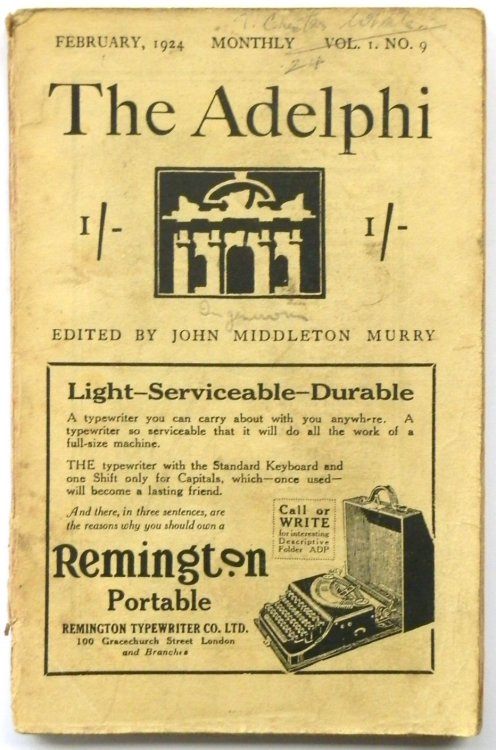 FEBRUARY, 1924 MONTHLY VOL. 1. NO. 9
The Adelphi
1/- 1/-
EDITED BY JOHN MIDDLETON MURRY
Light-Serviceable-Durable
A typewriter you can carry about with you anywh-re. A
typewriter so serviceable that it will do all the work of a
full-size machine.
THE typewriter with the Standard Keyboard and
one Shift only for Capitals, which—once used—
will become a lasting friend.
And there, in three sentences, are
the reasons why you should own a
Call or
WRITE
for interesting
Descriptive
Folder ADP
Remington
Portable
REMINGTON TYPEWRITER CO. LTD.
100 Gracechurch Street London
and Branches